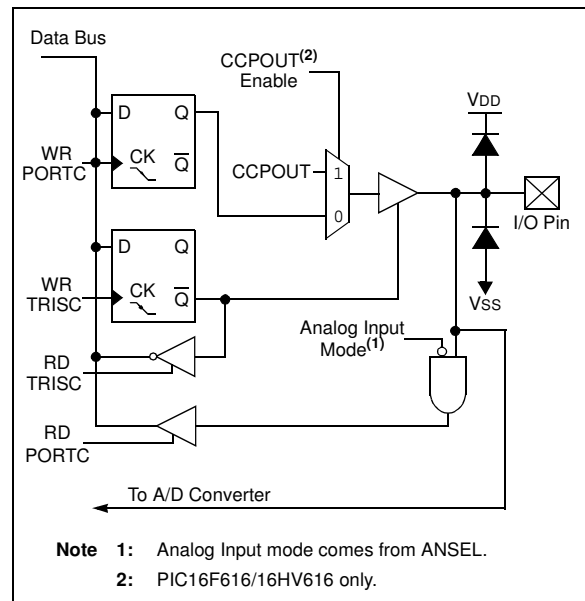 Data Bus
CCPOUT(2)
Enable
VDD
D Q
WR
PORTC
CK
Q
CCPOUT
1
0
I/O Pin
D Q
WR
TRISC
CK
Q
VSS
Analog Input
Mode(1)
RD
TRISC
RD
PORTC
To A/D Converter
Note 1: Analog Input mode comes from ANSEL.
2: PIC16F616/16HV616 only.